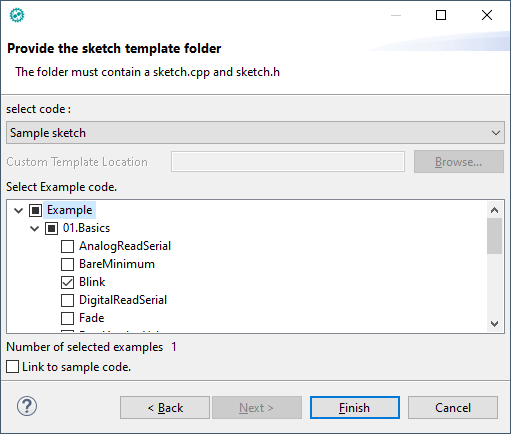 Provide the sketch template folder
The folder must contain a sketch.cpp and sketch.h
select code :
Sample sketch
Custom Template Location
Browse...
Select Example code.
Example
01.Basics
AnalogReadSerial
BareMinimum
Blink
DigitalReadSerial
Fade
Number of selected examples 1
Link to sample code.
? < Back Next > Finish Cancel